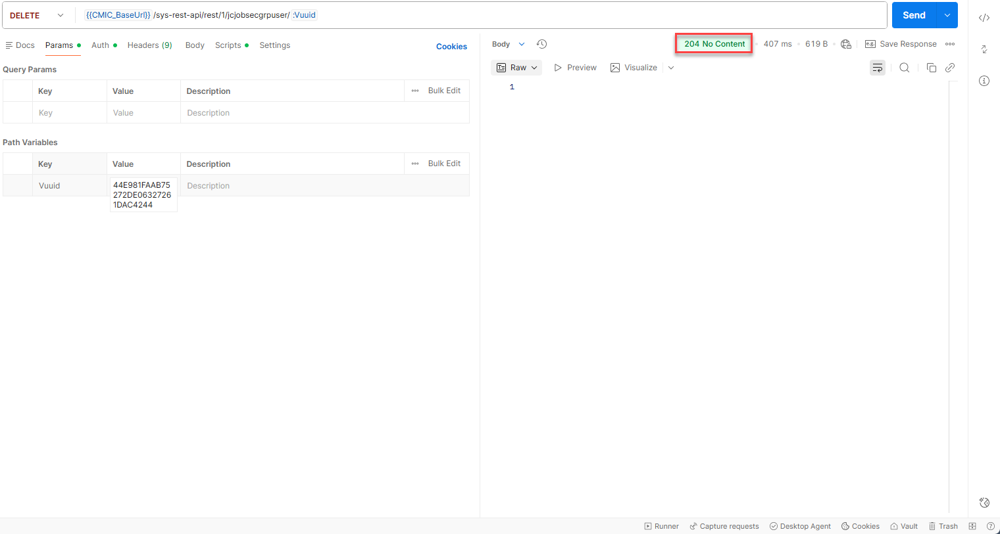 DELETE {{CMIC_BaseUrl}} /sys-rest-api/rest/1/jcjobsecgrpuser/ :Vuuid Send
Docs Params Auth Headers (9) Body Scripts Settings Cookies
Query Params
Key Value Description Bulk Edit
Key Value Description
Path Variables
Key Value Description Bulk Edit
Vuuid 44E981FAAB75 Description
272DE0632726
1DAC4244
Body 204 No Content 407 ms 619 B e.g. Save Response
Raw Preview Visualize
1
Runner Capture requests Desktop Agent Cookies Vault Trash